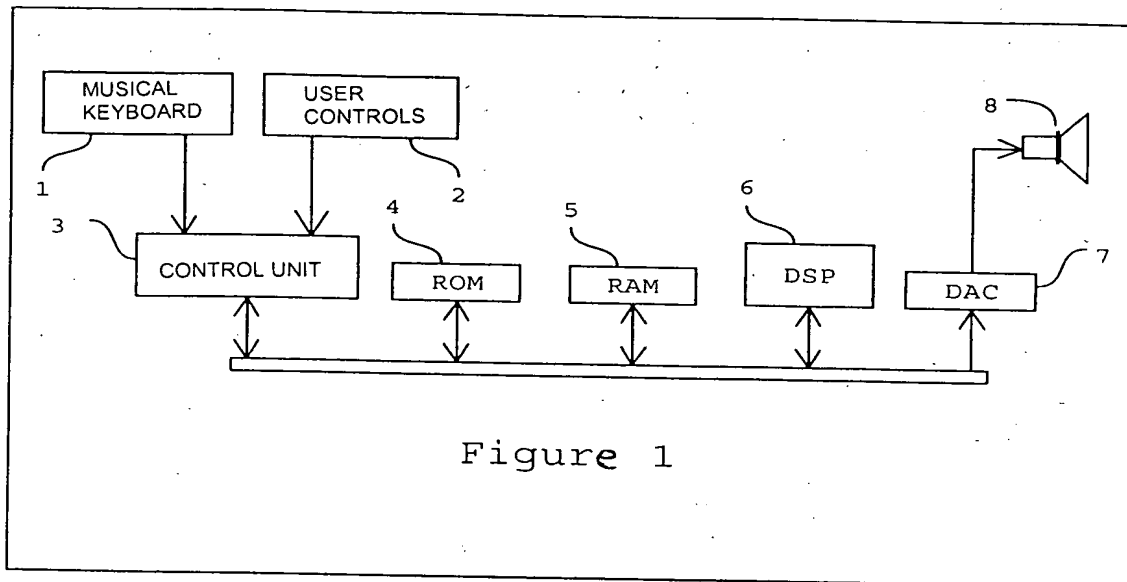 MUSICAL
KEYBOARD
USER
CONTROLS
1
2
3
CONTROL UNIT
4
ROM
5
RAM
6
DSP
7
DAC
8
Figure 1